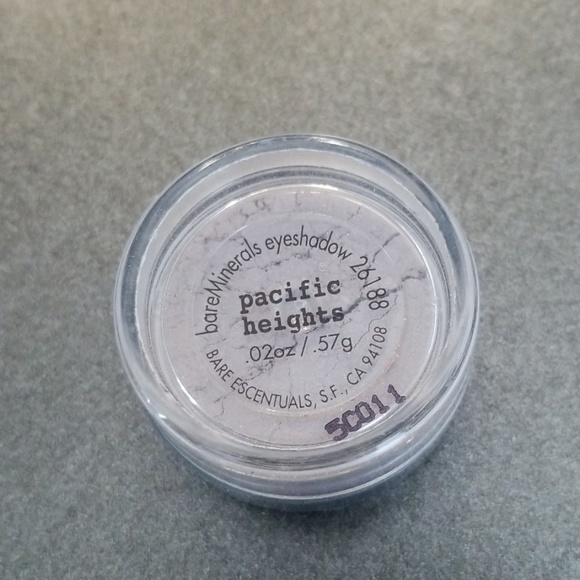 bareMinerals eyeshadow 26188
pacific
heights
.02oz / .57g
BARE ESCENTUALS, S.F., CA 94108
5C011